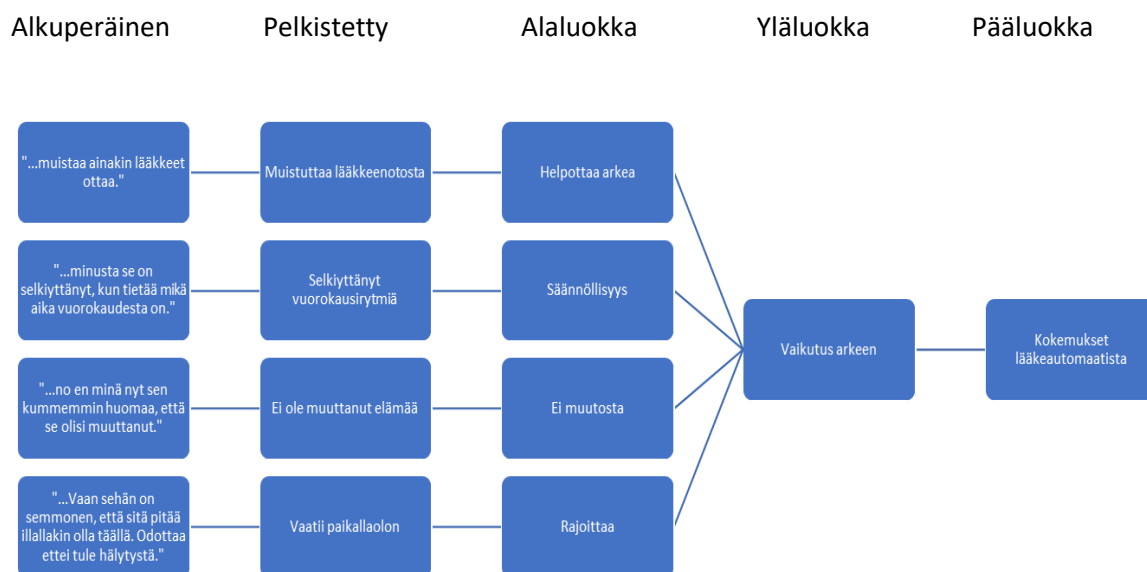 Alkuperäinen Pelkistetty Alaluokka Yläluokka Pääluokka
"...muistaa ainakin lääkkeet
ottaa."
Muistuttaa lääkkeenotosta
Helpottaa arkea
"...minusta se on
selkiyttänyt, kun tietää mikä
aika vuorokaudesta on."
Selkiyttänyt
vuorokausirytmiä
Säännöllisyys
"...no en minä nyt sen
kummemmin huomaa, että
se olisi muuttanut."
Ei ole muuttanut elämää
Ei muutosta
"...Vaan sehän on
semmonen, että sitä pitää
illallakin olla täällä. Odottaa
ettei tule hälytystä."
Vaatii paikallaolon
Rajoittaa
Vaikutus arkeen
Kokemukset
lääkeautomaatista